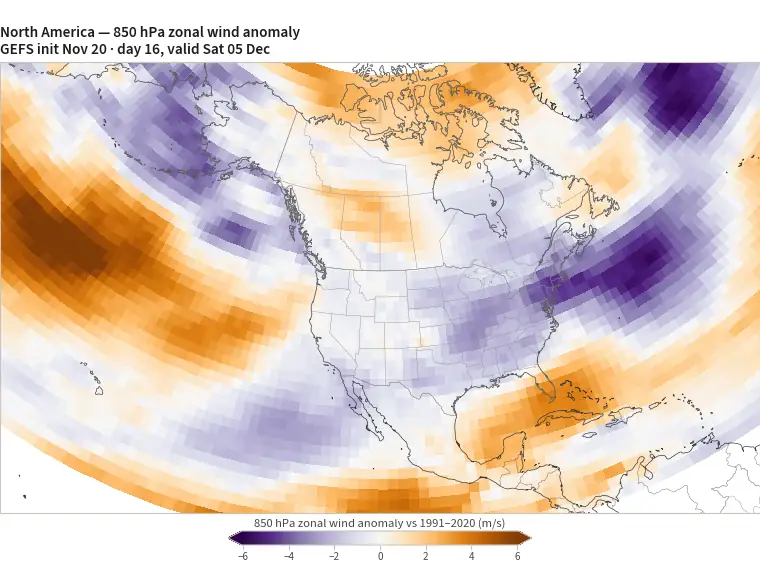 North America — 850 hPa zonal wind anomaly
GEFS init Nov 20 · day 16, valid Sat 05 Dec
850 hPa zonal wind anomaly vs 1991–2020 (m/s)
−6 −4 −2 0 2 4 6